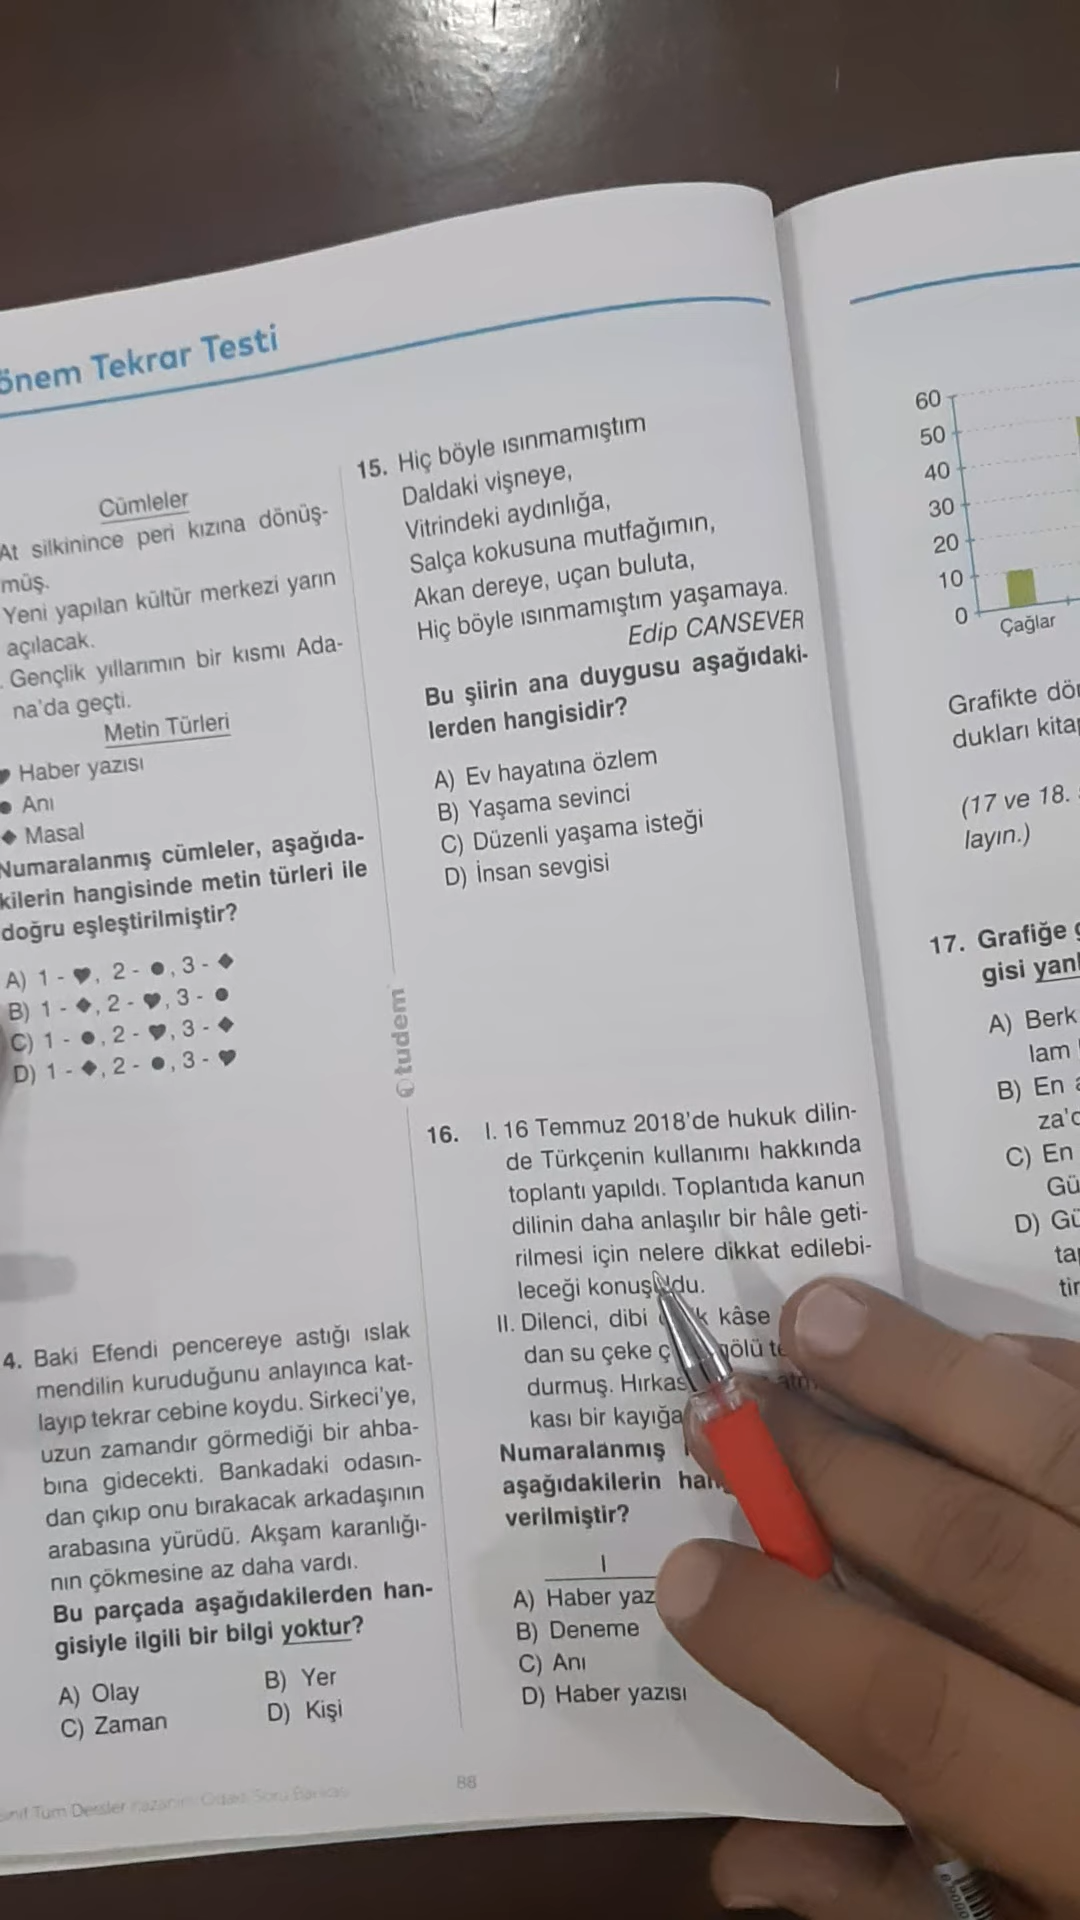 önem Tekrar Testi
Cümleler
At silkinince peri kızına dönüş-
müş.
Yeni yapılan kültür merkezi yarın
açılacak.
Gençlik yıllarımın bir kısmı Ada-
na'da geçti.
Metin Türleri
♥ Haber yazısı
● Anı
◆ Masal
Numaralanmış cümleler, aşağıda-
kilerin hangisinde metin türleri ile
doğru eşleştirilmiştir?
A) 1 - ♥, 2 - ●, 3 - ◆
B) 1 - ◆, 2 - ♥, 3 - ●
C) 1 - ●, 2 - ♥, 3 - ◆
D) 1 - ◆, 2 - ●, 3 - ♥
4. Baki Efendi pencereye astığı ıslak
mendilin kuruduğunu anlayınca kat-
layıp tekrar cebine koydu. Sirkeci'ye,
uzun zamandır görmediği bir ahba-
bına gidecekti. Bankadaki odasın-
dan çıkıp onu bırakacak arkadaşının
arabasına yürüdü. Akşam karanlığı-
nın çökmesine az daha vardı.
Bu parçada aşağıdakilerden han-
gisiyle ilgili bir bilgi yoktur?
A) Olay B) Yer
C) Zaman D) Kişi
tudem
15. Hiç böyle ısınmamıştım
Daldaki vişneye,
Vitrindeki aydınlığa,
Salça kokusuna mutfağımın,
Akan dereye, uçan buluta,
Hiç böyle ısınmamıştım yaşamaya.
Edip CANSEVER
Bu şiirin ana duygusu aşağıdaki-
lerden hangisidir?
A) Ev hayatına özlem
B) Yaşama sevinci
C) Düzenli yaşama isteği
D) İnsan sevgisi
16. I. 16 Temmuz 2018'de hukuk dilin-
de Türkçenin kullanımı hakkında
toplantı yapıldı. Toplantıda kanun
dilinin daha anlaşılır bir hâle geti-
rilmesi için nelere dikkat edilebi-
leceği konuşuldu.
II. Dilenci, dibi kâse
dan su çeke gölü
durmuş.
kası bir kayığa
Numaralanmış
aşağıdakilerin
verilmiştir?
I
A) Haber
B) Deneme
C) Anı
D) Haber yazısı
88
Tüm Dersler Kazanım Odaklı Soru Bankası
60
50
40
30
20
10
0
Çağlar
Grafikte
dukları
(17 ve 18.
layın.)
17. Grafiğe
gisi
A) Berk
lam
B) En
za'
C) En
Gü
D) Gü